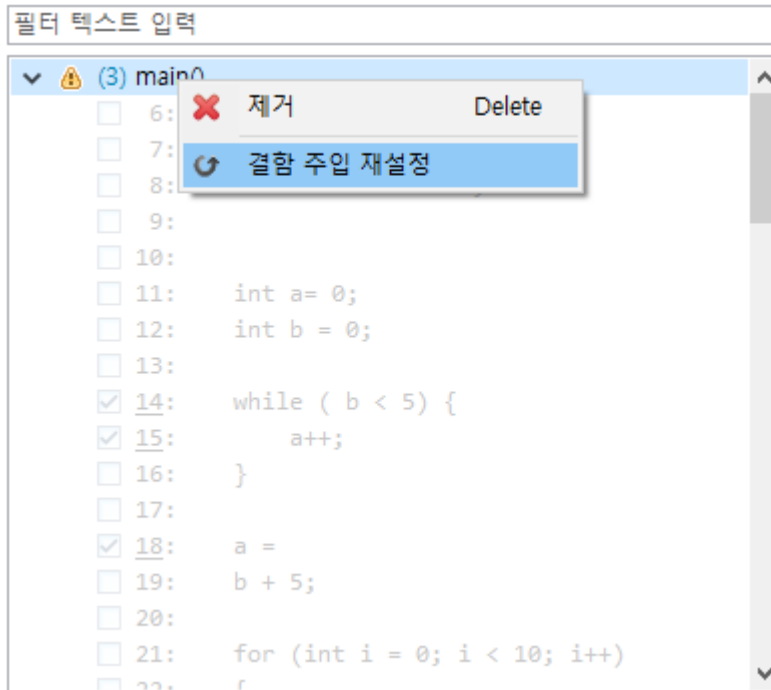 필터 텍스트 입력
(3) main()
제거 Delete
결함 주입 재설정
6:
7:
8:
9:
10:
11: int a= 0;
12: int b = 0;
13:
14: while ( b < 5) {
15: a++;
16: }
17:
18: a =
19: b + 5;
20:
21: for (int i = 0; i < 10; i++)
22: {